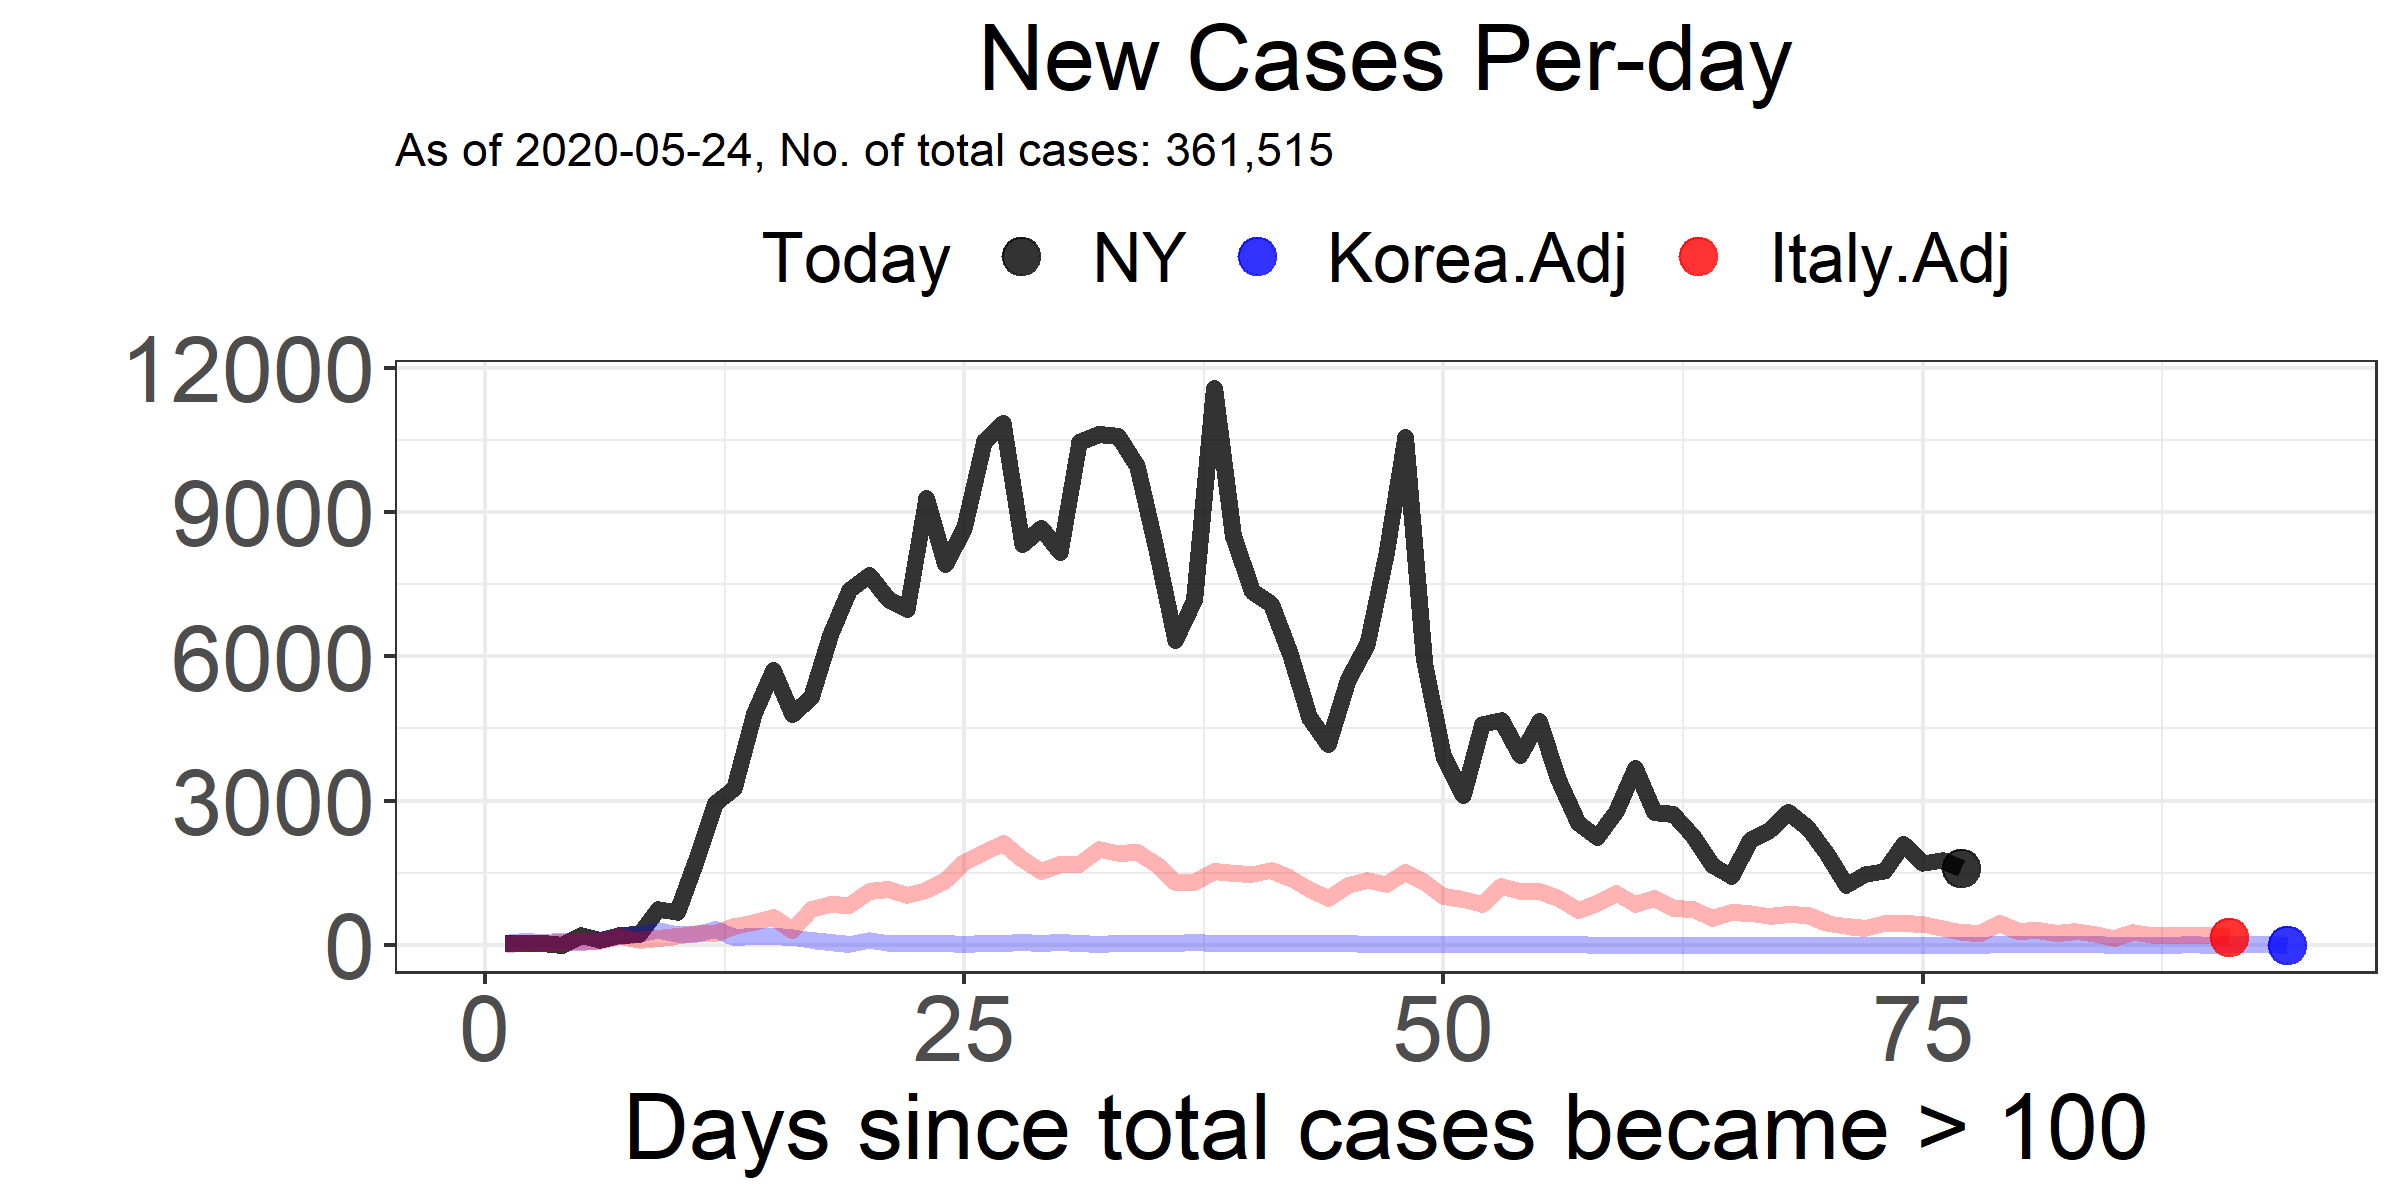 New Cases Per-day
As of 2020-05-24, No. of total cases: 361,515
Today NY Korea.Adj Italy.Adj
12000
9000
6000
3000
0
0 25 50 75
Days since total cases became > 100